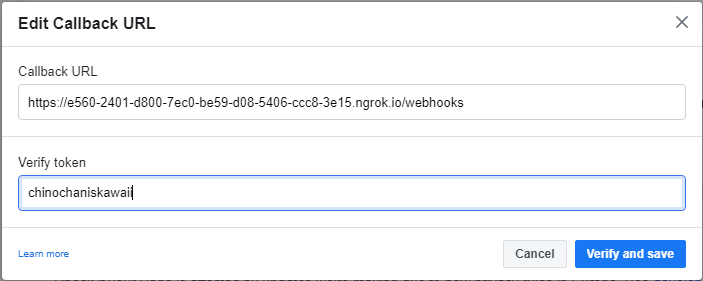 Edit Callback URL
Callback URL
https://e560-2401-d800-7ec0-be59-d08-5406-ccc8-3e15.ngrok.io/webhooks
Verify token
chinochaniskawaii
Learn more
Cancel
Verify and save